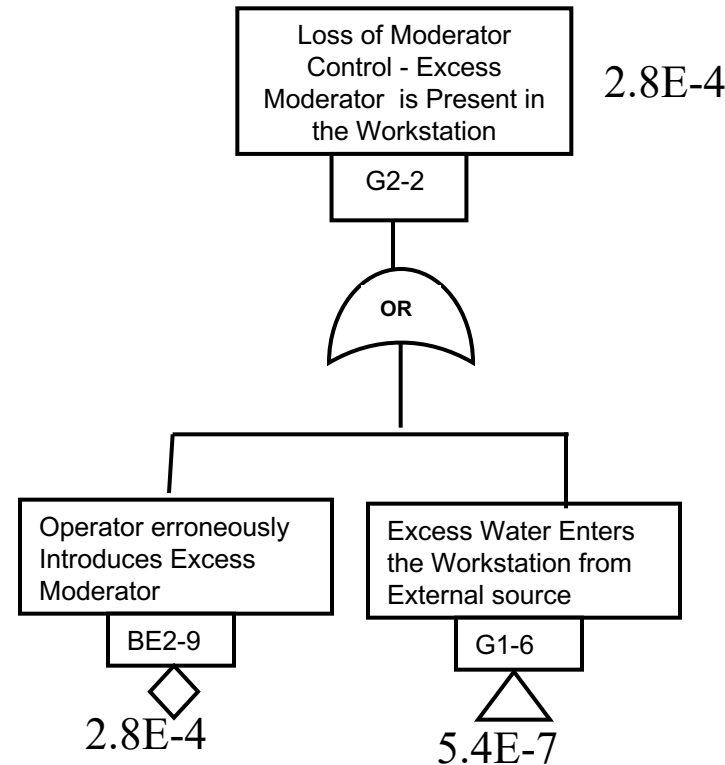 Loss of Moderator
Control - Excess
Moderator is Present in
the Workstation
2.8E-4
G2-2
OR
Operator erroneously
Introduces Excess
Moderator
BE2-9
2.8E-4
Excess Water Enters
the Workstation from
External source
G1-6
5.4E-7